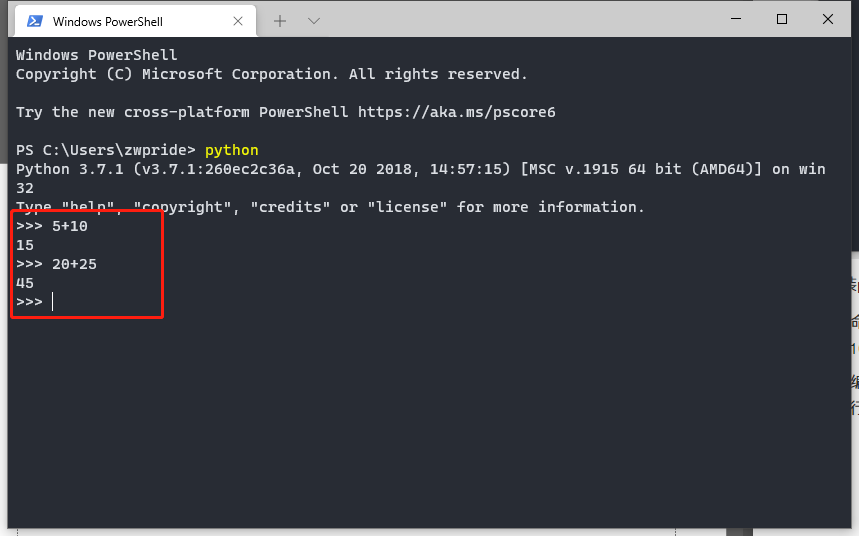 Windows PowerShell
Windows PowerShell
Copyright (C) Microsoft Corporation. All rights reserved.
Try the new cross-platform PowerShell https://aka.ms/pscore6
PS C:\Users\zwpride> python
Python 3.7.1 (v3.7.1:260ec2c36a, Oct 20 2018, 14:57:15) [MSC v.1915 64 bit (AMD64)] on win
32
Type "help", "copyright", "credits" or "license" for more information.
>>> 5+10
15
>>> 20+25
45
>>>